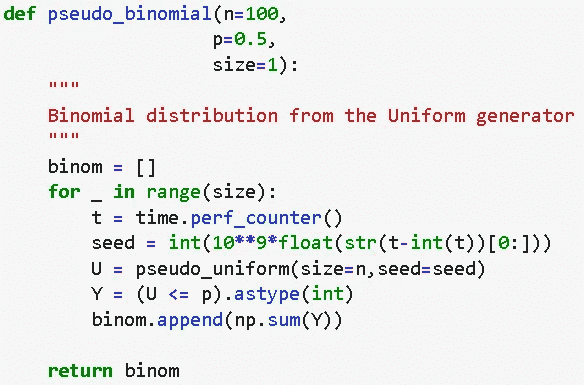 def pseudo_binomial(n=100,
                    p=0.5,
                    size=1):
    """
    Binomial distribution from the Uniform generator
    """
    binom = []
    for _ in range(size):
        t = time.perf_counter()
        seed = int(10**9*float(str(t-int(t))[0:]))
        U = pseudo_uniform(size=n,seed=seed)
        Y = (U <= p).astype(int)
        binom.append(np.sum(Y))

    return binom